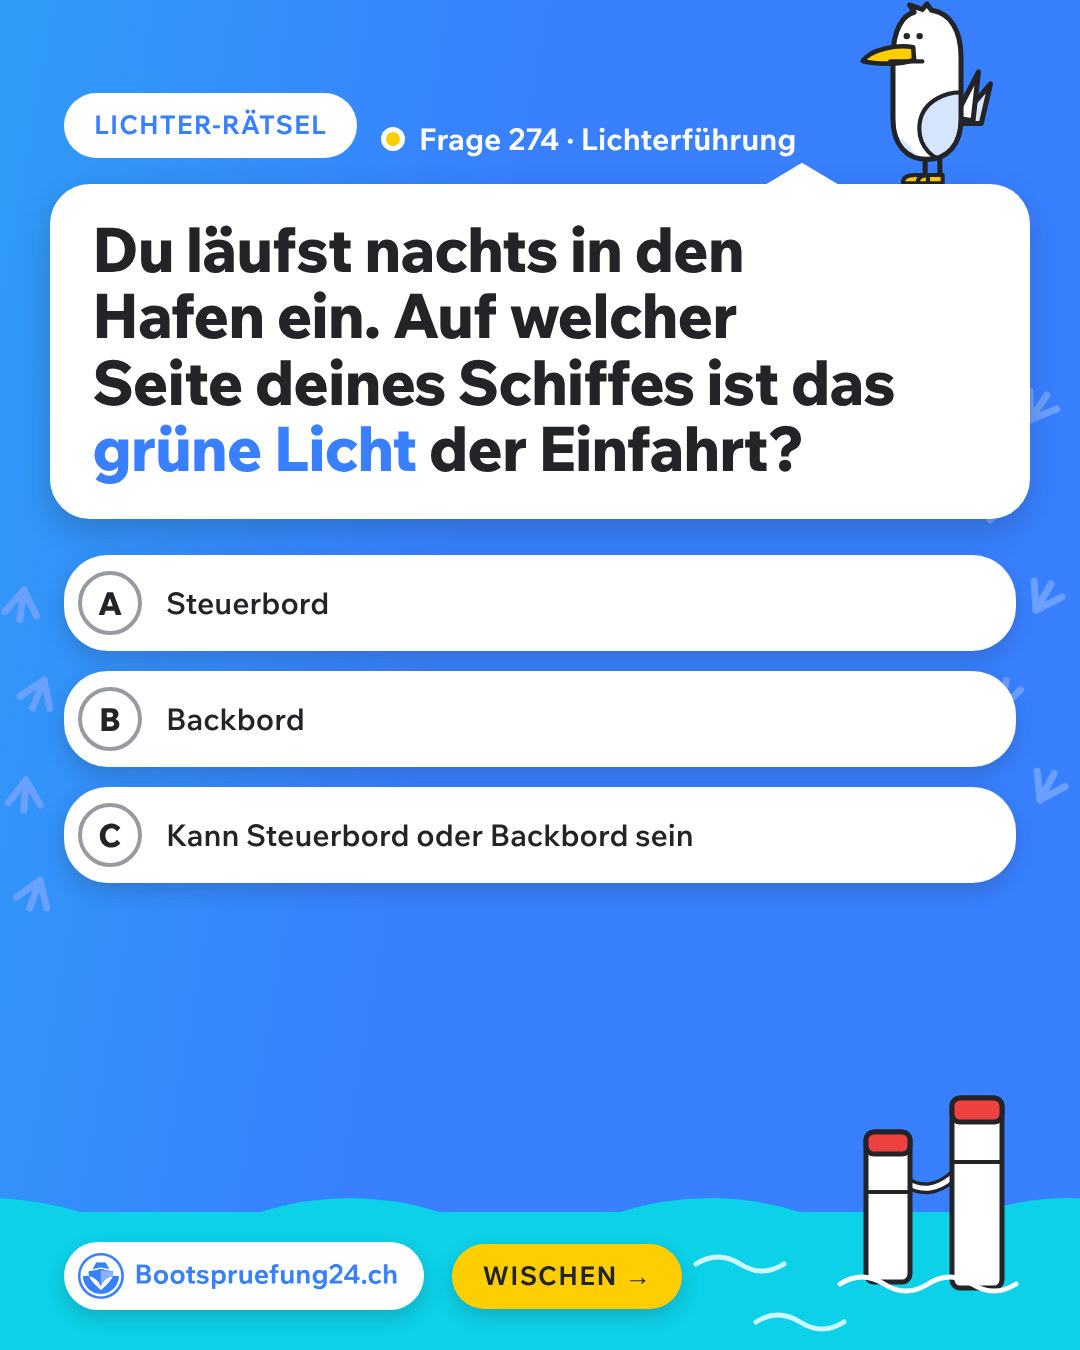 LICHTER-RÄTSEL
Frage 274 · Lichterführung
Du läufst nachts in den
Hafen ein. Auf welcher
Seite deines Schiffes ist das
grüne Licht der Einfahrt?
A Steuerbord
B Backbord
C Kann Steuerbord oder Backbord sein
Bootspruefung24.ch
WISCHEN →